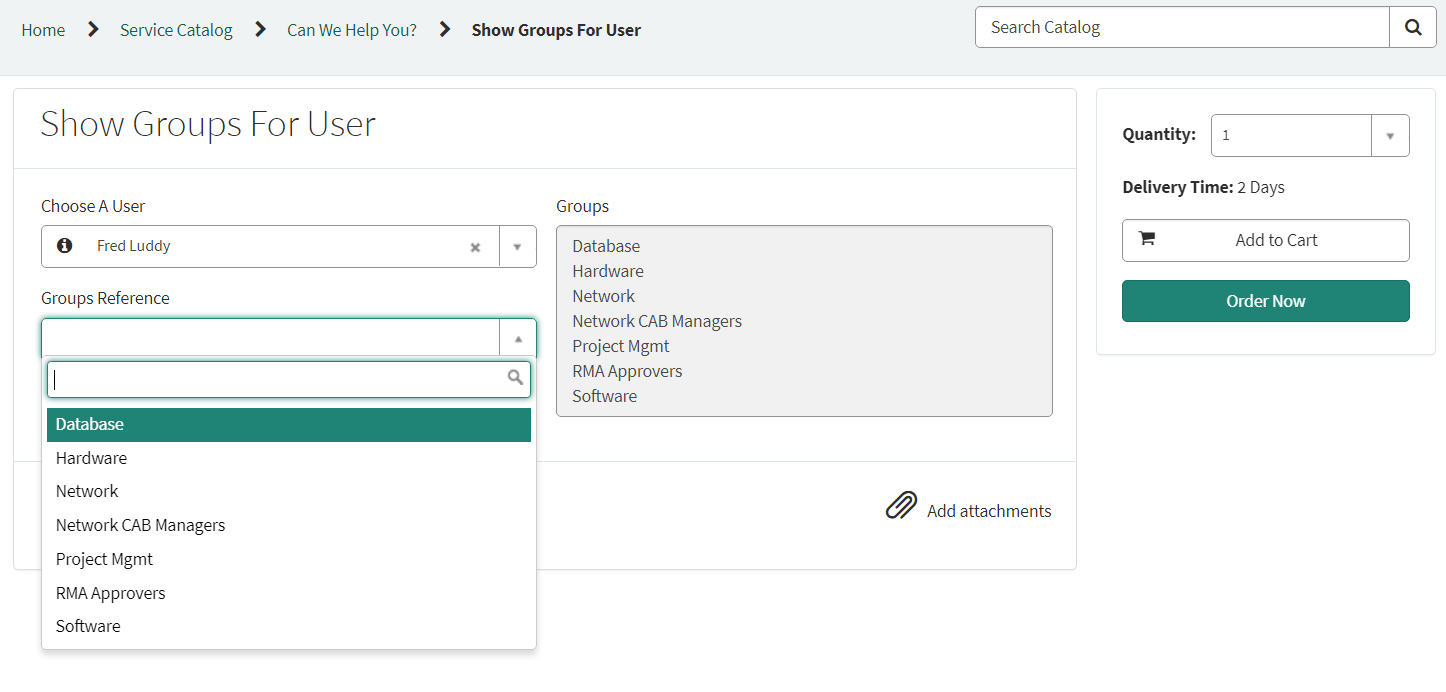 Home Service Catalog Can We Help You? Show Groups For User
Search Catalog
Show Groups For User
Choose A User
Fred Luddy
Groups Reference
Database
Hardware
Network
Network CAB Managers
Project Mgmt
RMA Approvers
Software
Groups
Database
Hardware
Network
Network CAB Managers
Project Mgmt
RMA Approvers
Software
Add attachments
Quantity: 1
Delivery Time: 2 Days
Add to Cart
Order Now